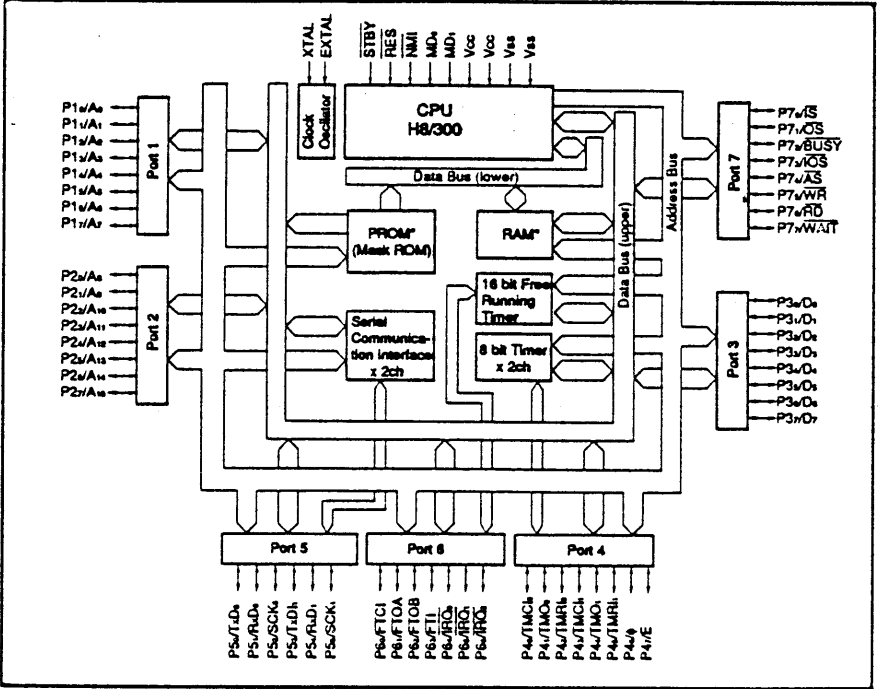 XTAL
EXTAL
STBY
RES
NMI
MD₀
MD₁
Vcc
Vcc
Vss
Vss
Clock
Oscilator
CPU
H8/300
Data Bus (lower)
PROM*
(Mask ROM)
RAM*
Serial
Communica-
tion interface
x 2ch
16 bit Free
Running
Timer
8 bit Timer
x 2ch
Data Bus (upper)
Address Bus
P1₀/A₀
P1₁/A₁
P1₂/A₂
P1₃/A₃
P1₄/A₄
P1₅/A₅
P1₆/A₆
P1₇/A₇
Port 1
P2₀/A₈
P2₁/A₉
P2₂/A₁₀
P2₃/A₁₁
P2₄/A₁₂
P2₅/A₁₃
P2₆/A₁₄
P2₇/A₁₅
Port 2
Port 7
P7₀/IS
P7₁/OS
P7₂/BUSY
P7₃/IOS
P7₄/AS
P7₅/WR
P7₆/RD
P7₇/WAIT
Port 3
P3₀/D₀
P3₁/D₁
P3₂/D₂
P3₃/D₃
P3₄/D₄
P3₅/D₅
P3₆/D₆
P3₇/D₇
Port 5
P5₀/TxD₀
P5₁/RxD₀
P5₂/SCK₀
P5₃/TxD₁
P5₄/RxD₁
P5₅/SCK₁
Port 6
P6₀/FTCI
P6₁/FTOA
P6₂/FTOB
P6₃/FTI
P6₄/IRQ₀
P6₅/IRQ₁
P6₆/IRQ₂
Port 4
P4₀/TMCI₀
P4₁/TMO₀
P4₂/TMRI₀
P4₃/TMCI₁
P4₄/TMO₁
P4₅/TMRI₁
P4₆/φ
P4₇/E